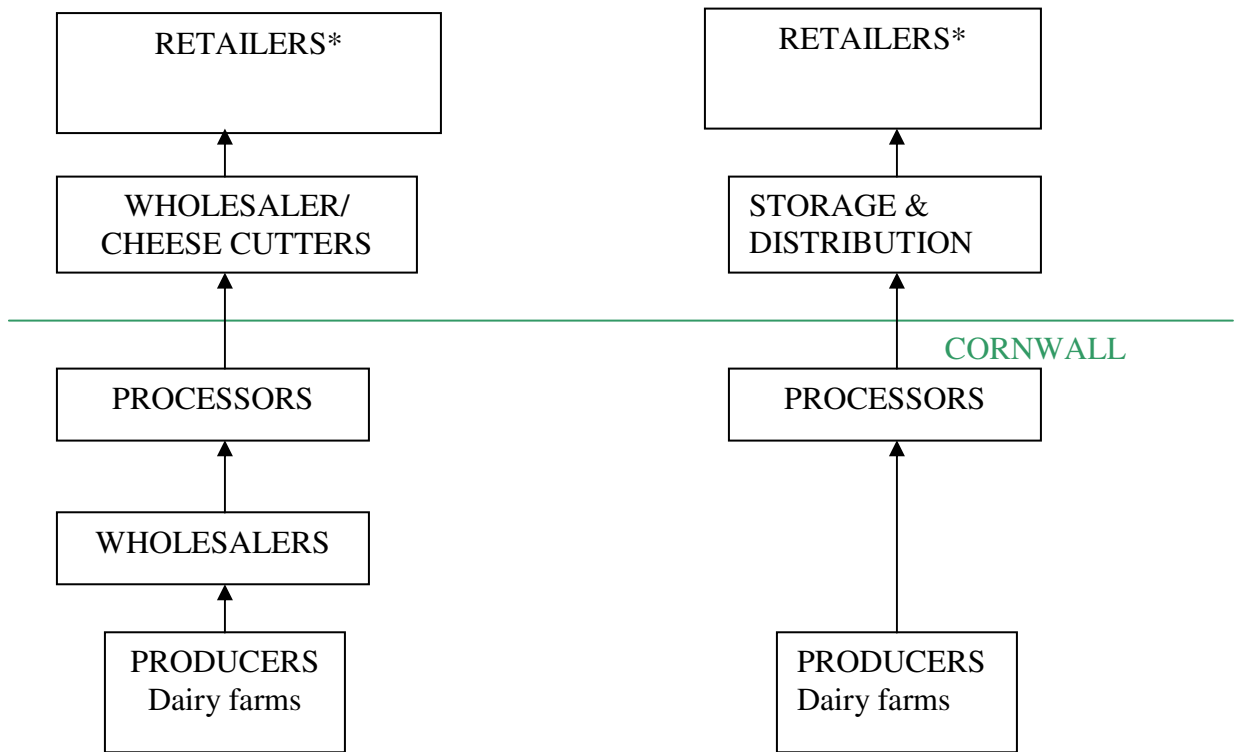 RETAILERS*
RETAILERS*
WHOLESALER/
CHEESE CUTTERS
STORAGE &
DISTRIBUTION
CORNWALL
PROCESSORS
PROCESSORS
WHOLESALERS
PRODUCERS
Dairy farms
PRODUCERS
Dairy farms